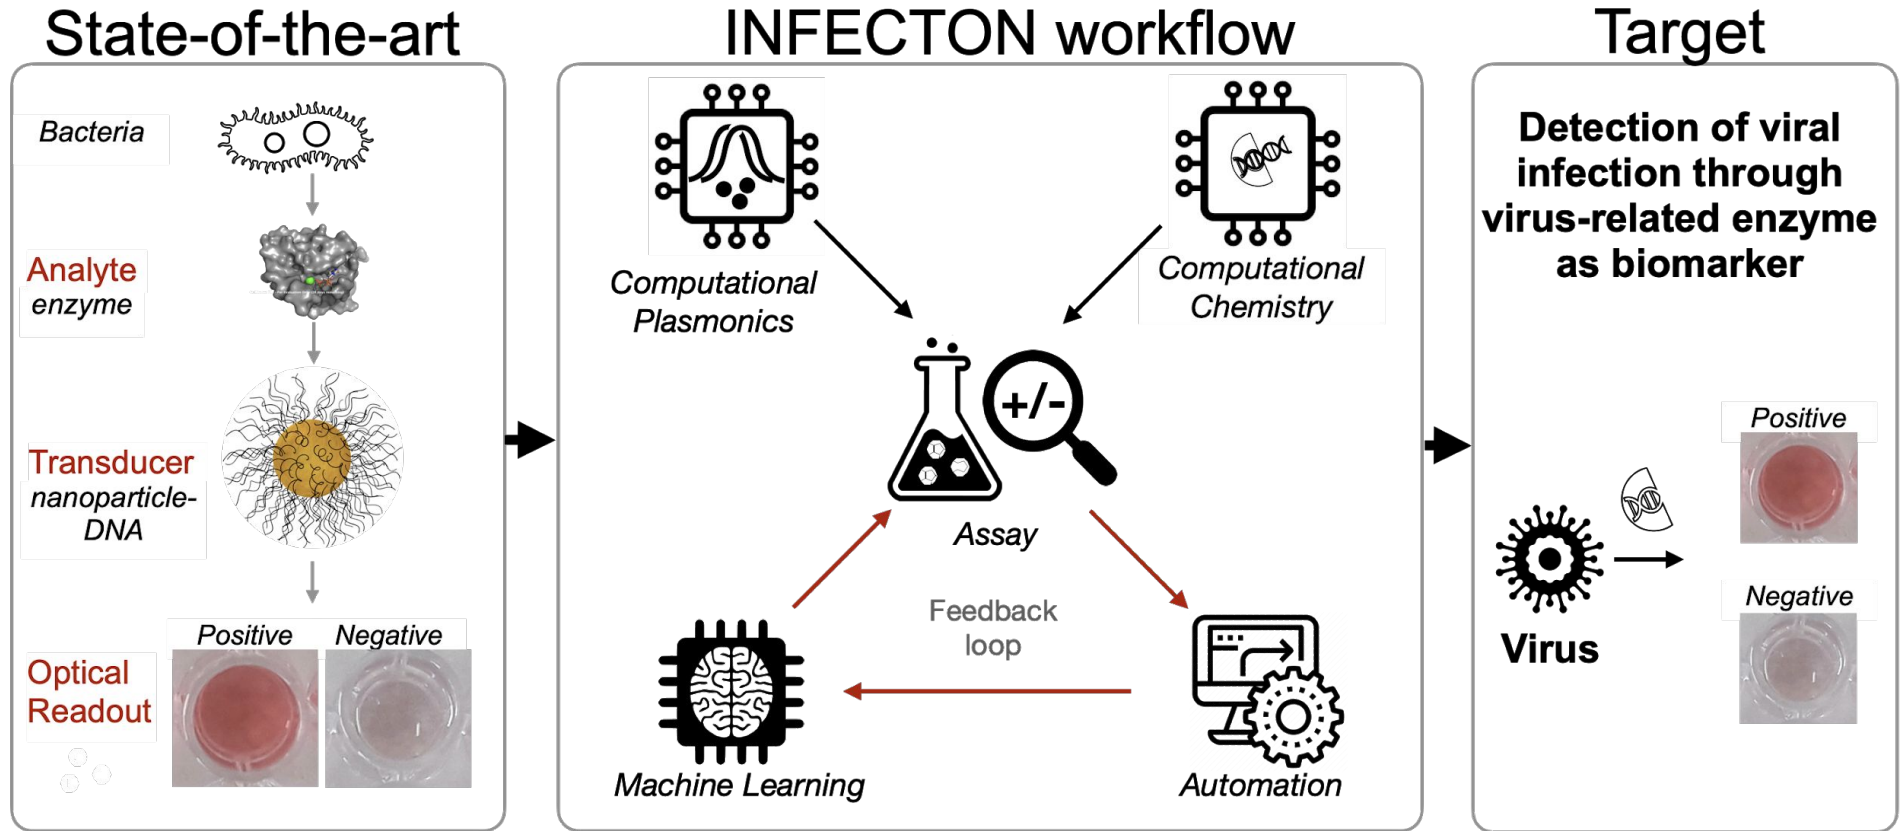 State-of-the-art
Bacteria
Analyte
enzyme
Transducer
nanoparticle-
DNA
Positive
Negative
Optical
Readout
INFECTON workflow
Computational
Plasmonics
Computational
Chemistry
+/-
Assay
Feedback
loop
Machine Learning
Automation
Target
Detection of viral
infection through
virus-related enzyme
as biomarker
Positive
Virus
Negative